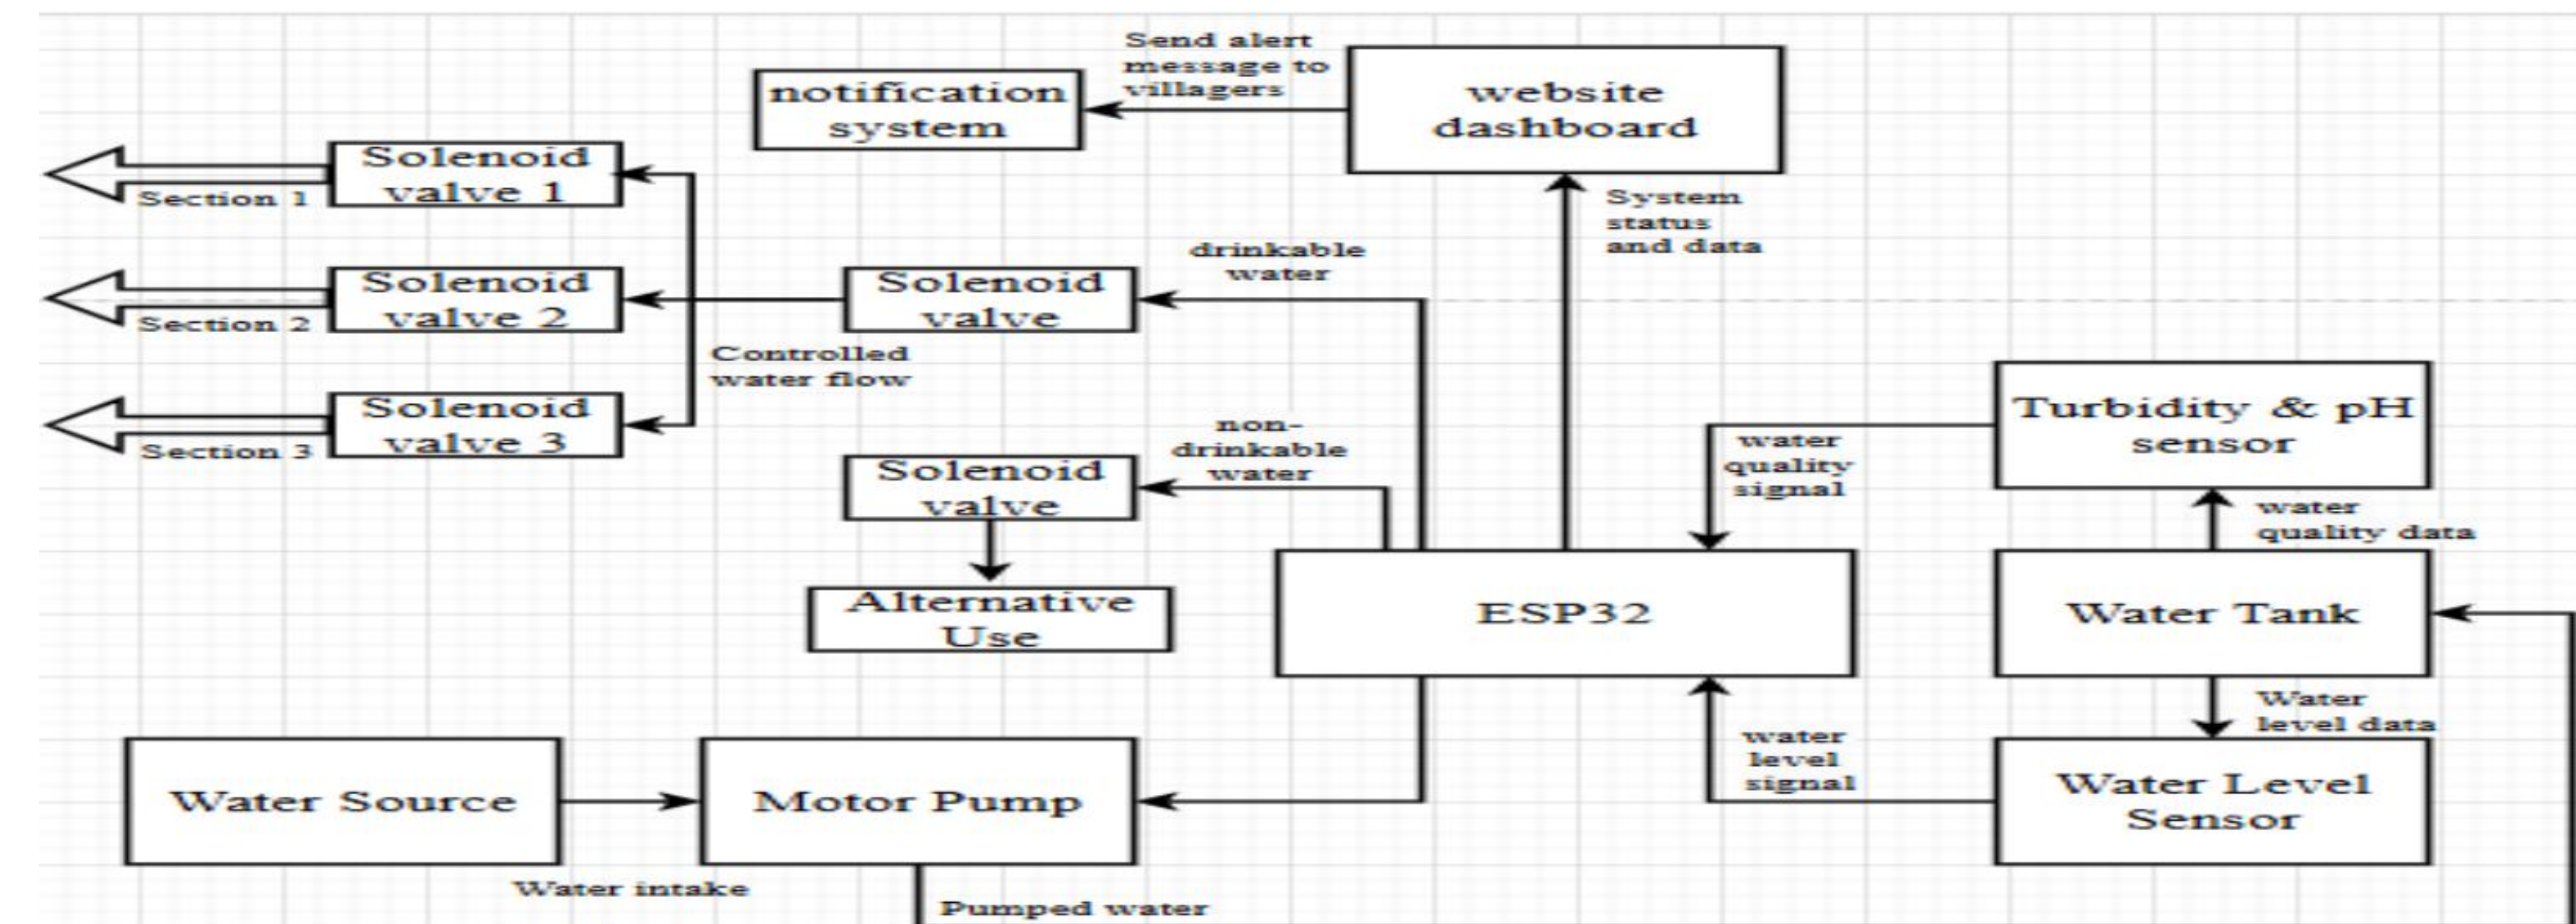 Send alert
message to
villagers
notification
system
website
dashboard
Solenoid
valve 1
Section 1
System
status
and data
drinkable
water
Solenoid
valve 2
Section 2
Solenoid
valve
Controlled
water flow
Solenoid
valve 3
Section 3
non-
drinkable
water
Solenoid
valve
Turbidity & pH
sensor
water
quality
signal
water
quality data
Alternative
Use
ESP32
Water Tank
Water
level data
water
level
signal
Water Source
Motor Pump
Water Level
Sensor
Water intake
Pumped water